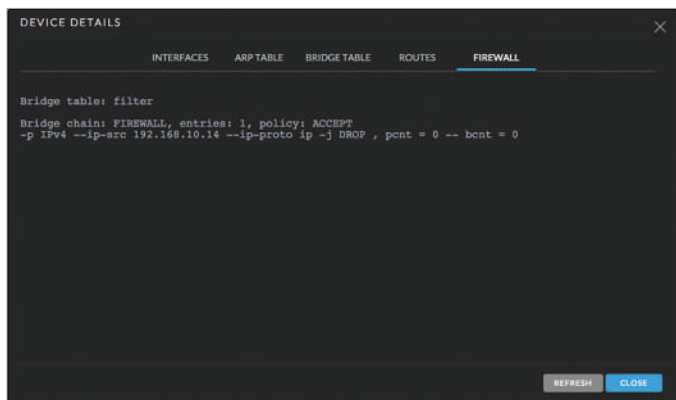 DEVICE DETAILS
INTERFACES ARP TABLE BRIDGE TABLE ROUTES FIREWALL
Bridge table: filter
Bridge chain: FIREWALL, entries: 1, policy: ACCEPT
-p IPv4 --ip-src 192.168.10.14 --ip-proto ip -j DROP , pcnt = 0 -- bcnt = 0
REFRESH CLOSE